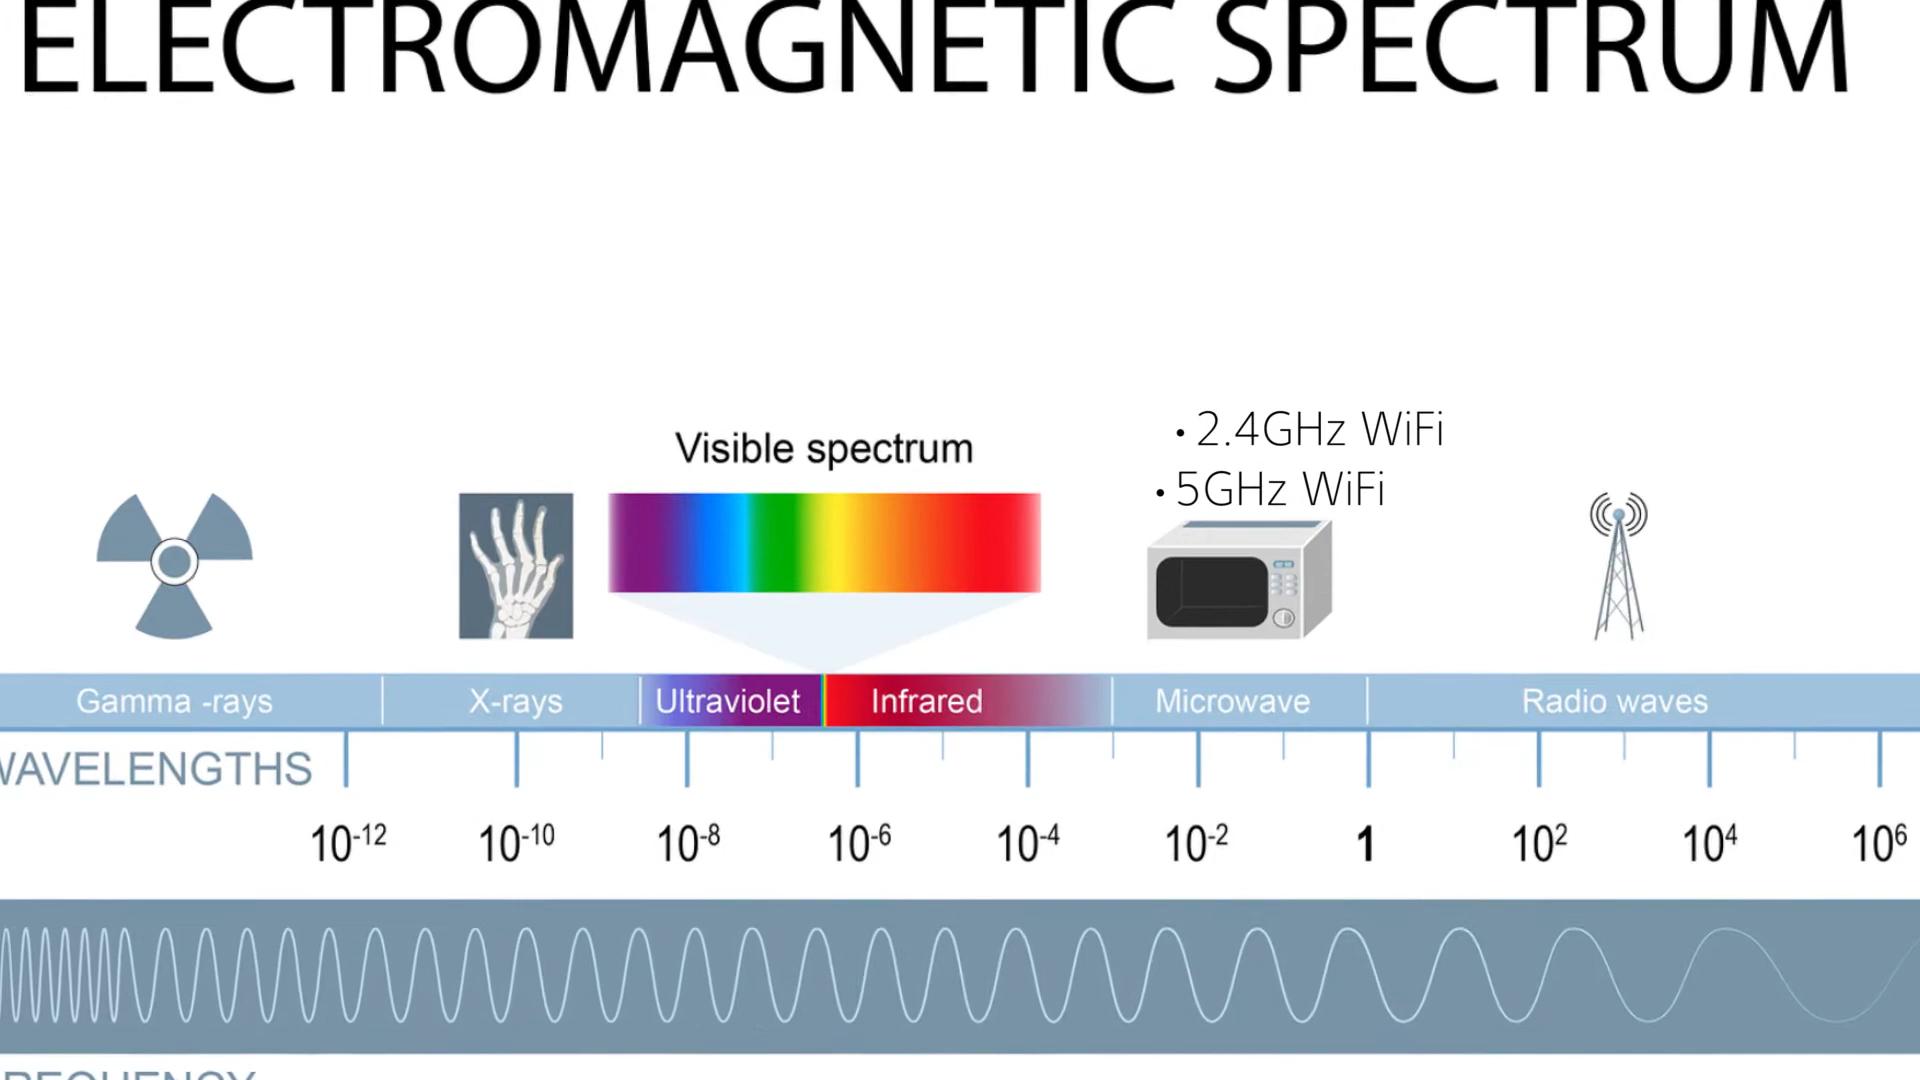 ELECTROMAGNETIC SPECTRUM
• 2.4GHz WiFi
Visible spectrum
• 5GHz WiFi
Gamma -rays X-rays Ultraviolet Infrared Microwave Radio waves
WAVELENGTHS
10⁻¹² 10⁻¹⁰ 10⁻⁸ 10⁻⁶ 10⁻⁴ 10⁻² 1 10² 10⁴ 10⁶